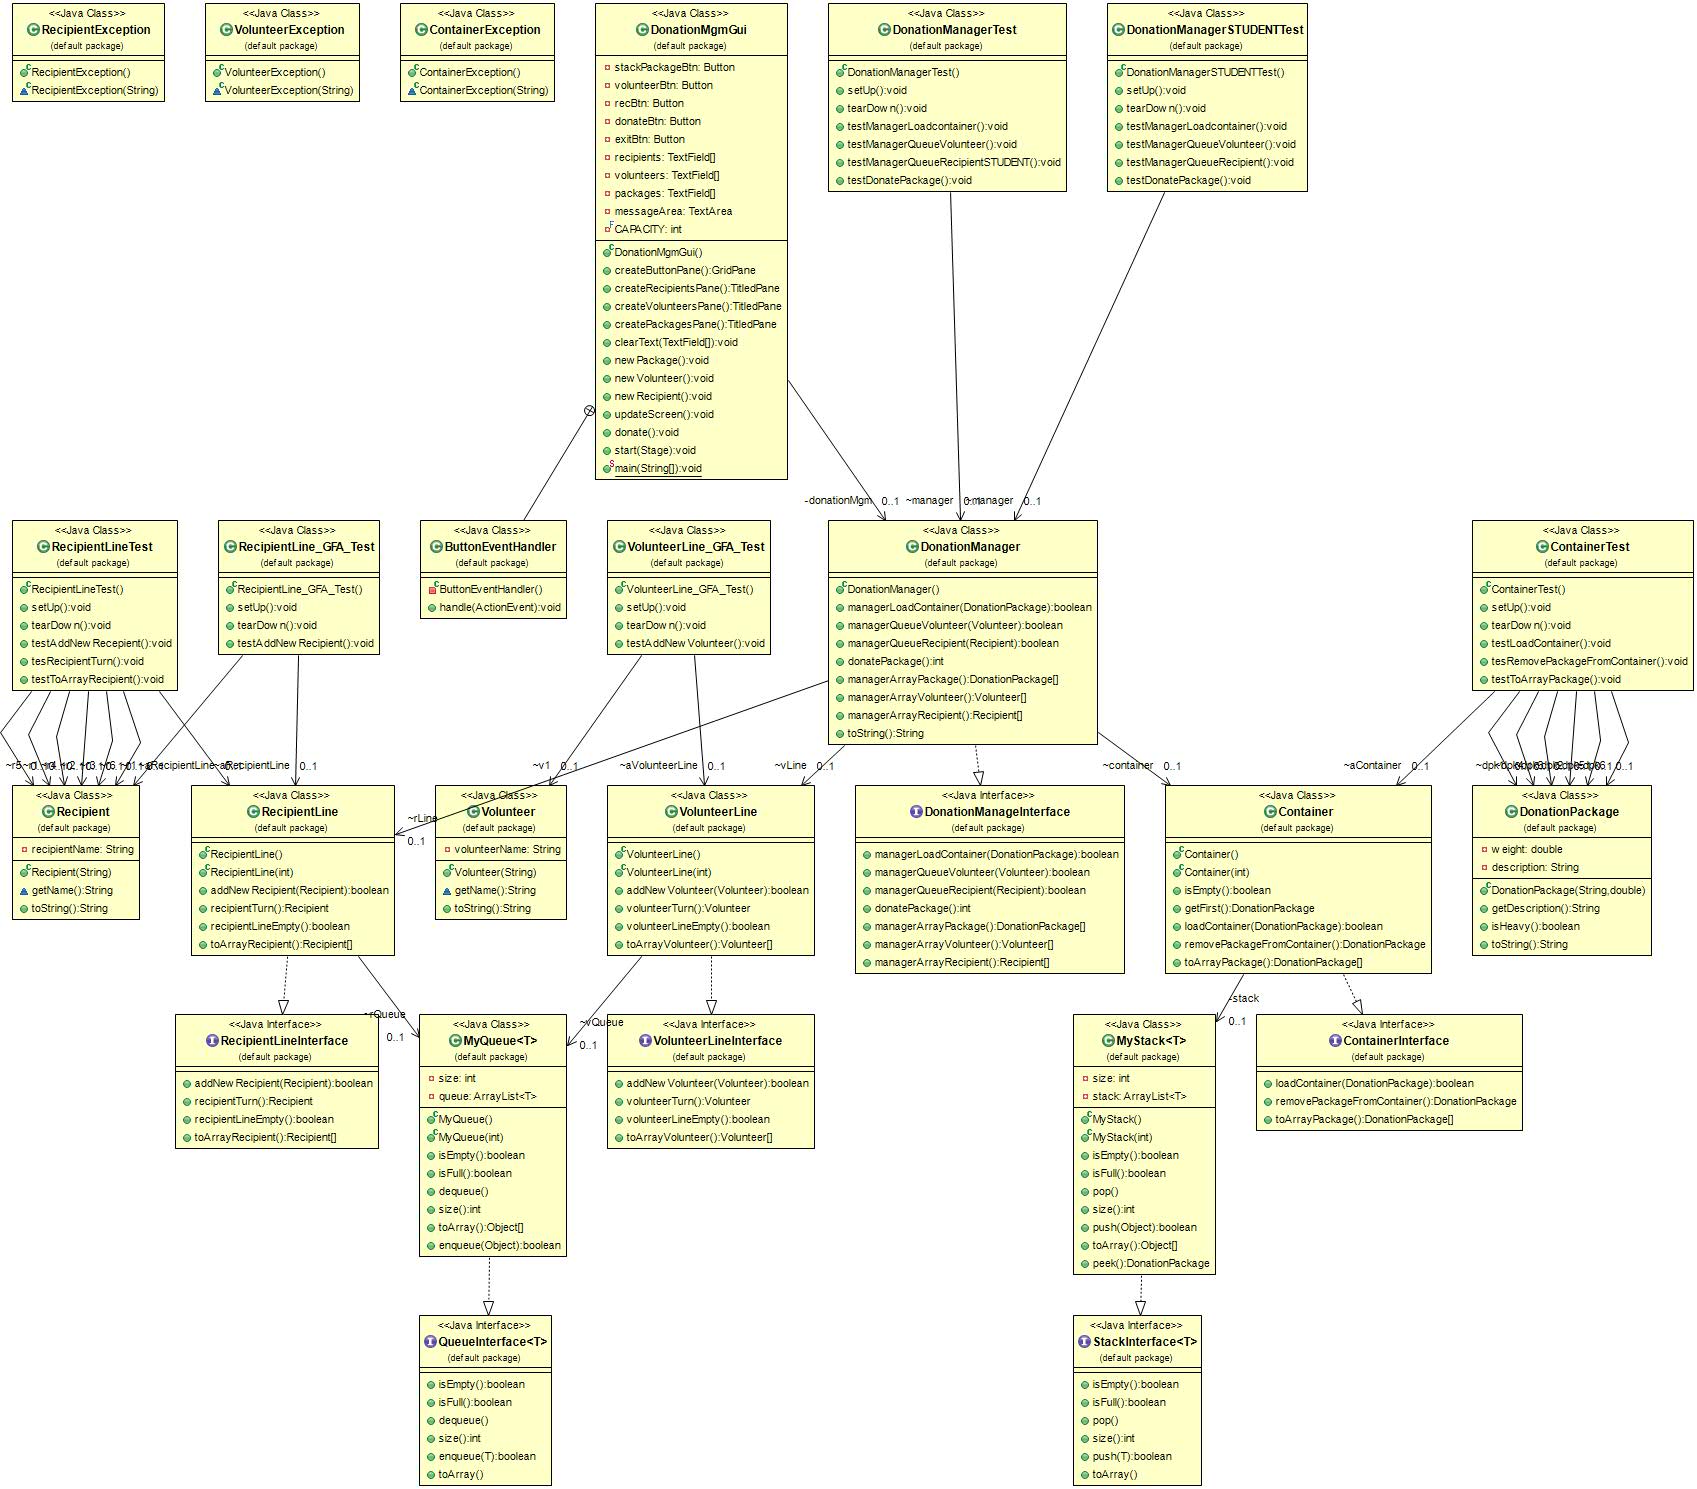 <<Java Class>>
RecipientException
(default package)
RecipientException()
RecipientException(String)
<<Java Class>>
VolunteerException
(default package)
VolunteerException()
VolunteerException(String)
<<Java Class>>
ContainerException
(default package)
ContainerException()
ContainerException(String)
<<Java Class>>
DonationMgmGui
(default package)
stackPackageBtn: Button
volunteerBtn: Button
recBtn: Button
donateBtn: Button
exitBtn: Button
recipients: TextField[]
volunteers: TextField[]
packages: TextField[]
messageArea: TextArea
CAPACITY: int
DonationMgmGui()
createButtonPane():GridPane
createRecipientsPane():TitledPane
createVolunteersPane():TitledPane
createPackagesPane():TitledPane
clearText(TextField[]):void
newPackage():void
newVolunteer():void
newRecipient():void
updateScreen():void
donate():void
start(Stage):void
main(String[]):void
<<Java Class>>
DonationManagerTest
(default package)
DonationManagerTest()
setUp():void
tearDown():void
testManagerLoadcontainer():void
testManagerQueueVolunteer():void
testManagerQueueRecipientSTUDENT():void
testDonatePackage():void
<<Java Class>>
DonationManagerSTUDENTTest
(default package)
DonationManagerSTUDENTTest()
setUp():void
tearDown():void
testManagerLoadcontainer():void
testManagerQueueVolunteer():void
testManagerQueueRecipient():void
testDonatePackage():void
-donationMgm 0..1
~manager
~manager 0..1
<<Java Class>>
RecipientLineTest
(default package)
RecipientLineTest()
setUp():void
tearDown():void
testAddNewRecepient():void
tesRecipientTurn():void
testToArrayRecipient():void
<<Java Class>>
RecipientLine_GFA_Test
(default package)
RecipientLine_GFA_Test()
setUp():void
tearDown():void
testAddNewRecipient():void
<<Java Class>>
ButtonEventHandler
(default package)
ButtonEventHandler()
handle(ActionEvent):void
<<Java Class>>
VolunteerLine_GFA_Test
(default package)
VolunteerLine_GFA_Test()
setUp():void
tearDown():void
testAddNewVolunteer():void
<<Java Class>>
DonationManager
(default package)
DonationManager()
managerLoadContainer(DonationPackage):boolean
managerQueueVolunteer(Volunteer):boolean
managerQueueRecipient(Recipient):boolean
donatePackage():int
managerArrayPackage():DonationPackage[]
managerArrayVolunteer():Volunteer[]
managerArrayRecipient():Recipient[]
toString():String
<<Java Class>>
ContainerTest
(default package)
ContainerTest()
setUp():void
tearDown():void
testLoadContainer():void
tesRemovePackageFromContainer():void
testToArrayPackage():void
~r5
0..1
~v1 0..1
~aVolunteerLine 0..1
~vLine 0..1
~container 0..1
~aContainer 0..1
<<Java Class>>
Recipient
(default package)
recipientName: String
Recipient(String)
getName():String
toString():String
<<Java Class>>
RecipientLine
(default package)
RecipientLine()
RecipientLine(int)
addNewRecipient(Recipient):boolean
recipientTurn():Recipient
recipientLineEmpty():boolean
toArrayRecipient():Recipient[]
~rLine
0..1
<<Java Class>>
Volunteer
(default package)
volunteerName: String
Volunteer(String)
getName():String
toString():String
<<Java Class>>
VolunteerLine
(default package)
VolunteerLine()
VolunteerLine(int)
addNewVolunteer(Volunteer):boolean
volunteerTurn():Volunteer
volunteerLineEmpty():boolean
toArrayVolunteer():Volunteer[]
<<Java Interface>>
DonationManageInterface
(default package)
managerLoadContainer(DonationPackage):boolean
managerQueueVolunteer(Volunteer):boolean
managerQueueRecipient(Recipient):boolean
donatePackage():int
managerArrayPackage():DonationPackage[]
managerArrayVolunteer():Volunteer[]
managerArrayRecipient():Recipient[]
<<Java Class>>
Container
(default package)
Container()
Container(int)
isEmpty():boolean
getFirst():DonationPackage
loadContainer(DonationPackage):boolean
removePackageFromContainer():DonationPackage
toArrayPackage():DonationPackage[]
<<Java Class>>
DonationPackage
(default package)
weight: double
description: String
DonationPackage(String,double)
getDescription():String
isHeavy():boolean
toString():String
~rQueue
0..1
~vQueue
0..1
-stack
0..1
<<Java Interface>>
RecipientLineInterface
(default package)
addNewRecipient(Recipient):boolean
recipientTurn():Recipient
recipientLineEmpty():boolean
toArrayRecipient():Recipient[]
<<Java Class>>
MyQueue<T>
(default package)
size: int
queue: ArrayList<T>
MyQueue()
MyQueue(int)
isEmpty():boolean
isFull():boolean
dequeue()
size():int
toArray():Object[]
enqueue(Object):boolean
<<Java Interface>>
VolunteerLineInterface
(default package)
addNewVolunteer(Volunteer):boolean
volunteerTurn():Volunteer
volunteerLineEmpty():boolean
toArrayVolunteer():Volunteer[]
<<Java Class>>
MyStack<T>
(default package)
size: int
stack: ArrayList<T>
MyStack()
MyStack(int)
isEmpty():boolean
isFull():boolean
pop()
size():int
push(Object):boolean
toArray():Object[]
peek():DonationPackage
<<Java Interface>>
ContainerInterface
(default package)
loadContainer(DonationPackage):boolean
removePackageFromContainer():DonationPackage
toArrayPackage():DonationPackage[]
<<Java Interface>>
QueueInterface<T>
(default package)
isEmpty():boolean
isFull():boolean
dequeue()
size():int
enqueue(T):boolean
toArray()
<<Java Interface>>
StackInterface<T>
(default package)
isEmpty():boolean
isFull():boolean
pop()
size():int
push(T):boolean
toArray()